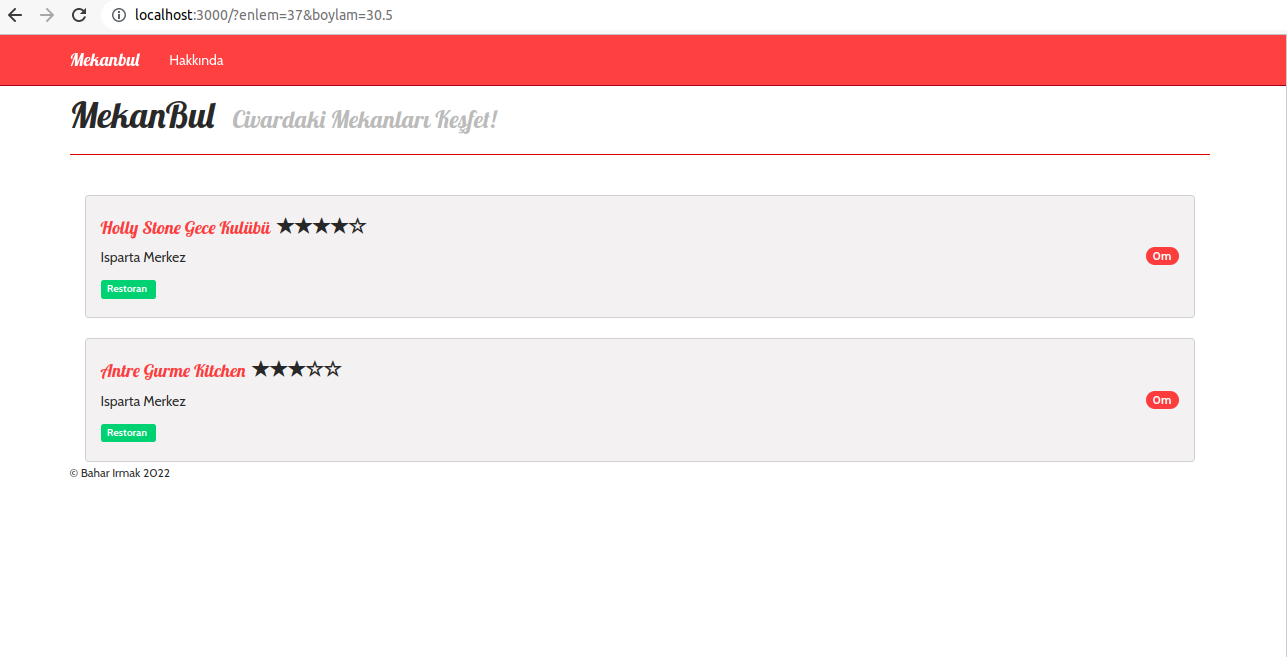 localhost:3000/?enlem=37&boylam=30.5
Mekanbul Hakkında
MekanBul Civardaki Mekanları Keşfet!
Holly Stone Gece Kulübü ★★★★☆
Isparta Merkez
0m
Restoran
Antre Gurme Kitchen ★★★☆☆
Isparta Merkez
0m
Restoran
© Bahar Irmak 2022